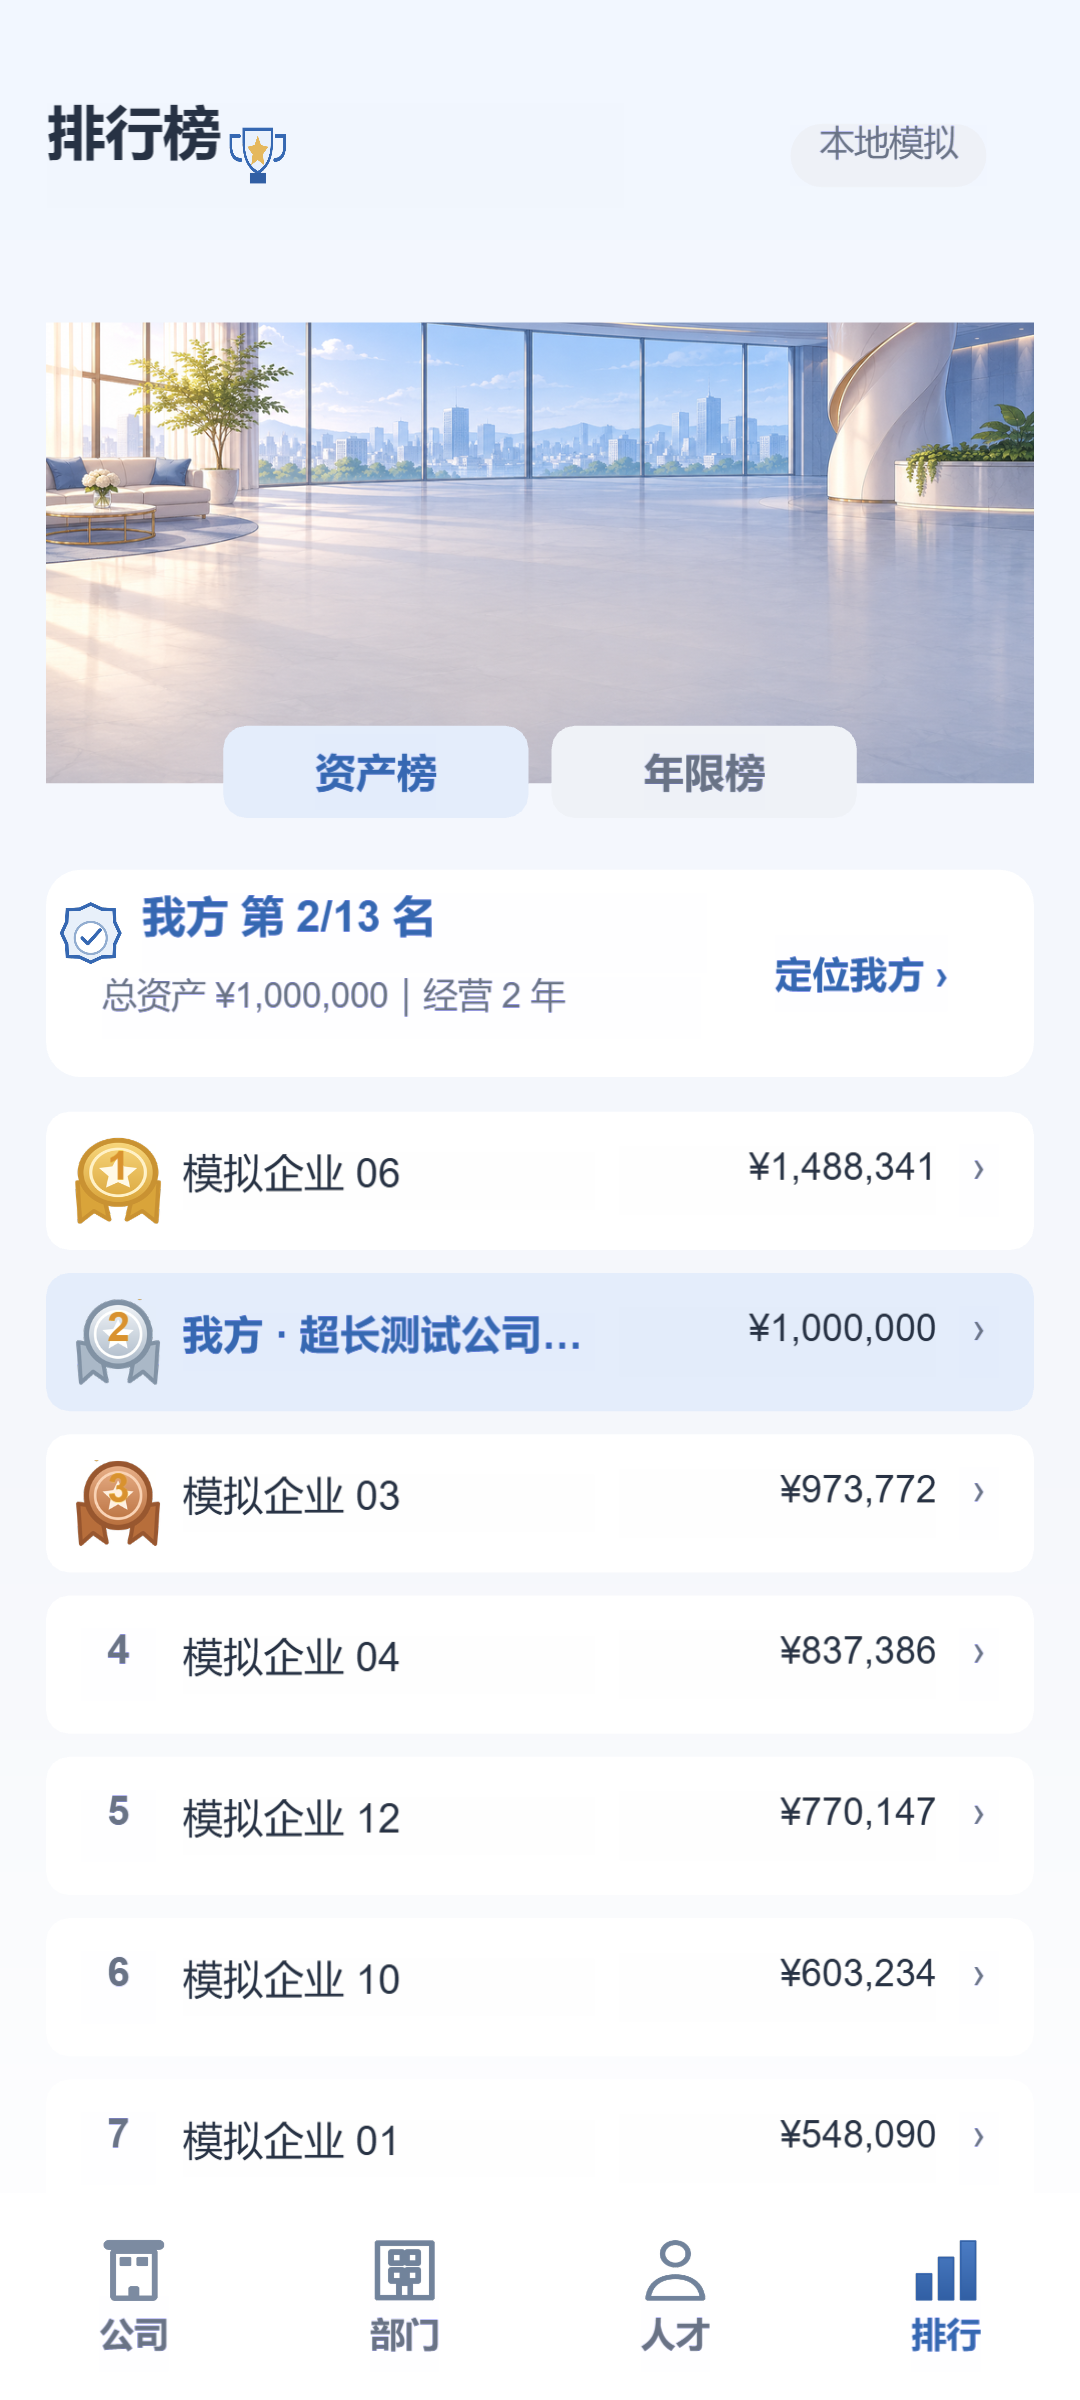 排行榜
本地模拟
资产榜 年限榜
我方 第 2/13 名
总资产 ¥1,000,000 | 经营 2 年
定位我方 ›
1 模拟企业 06 ¥1,488,341 ›
2 我方 · 超长测试公司... ¥1,000,000 ›
3 模拟企业 03 ¥973,772 ›
4 模拟企业 04 ¥837,386 ›
5 模拟企业 12 ¥770,147 ›
6 模拟企业 10 ¥603,234 ›
7 模拟企业 01 ¥548,090 ›
公司 部门 人才 排行